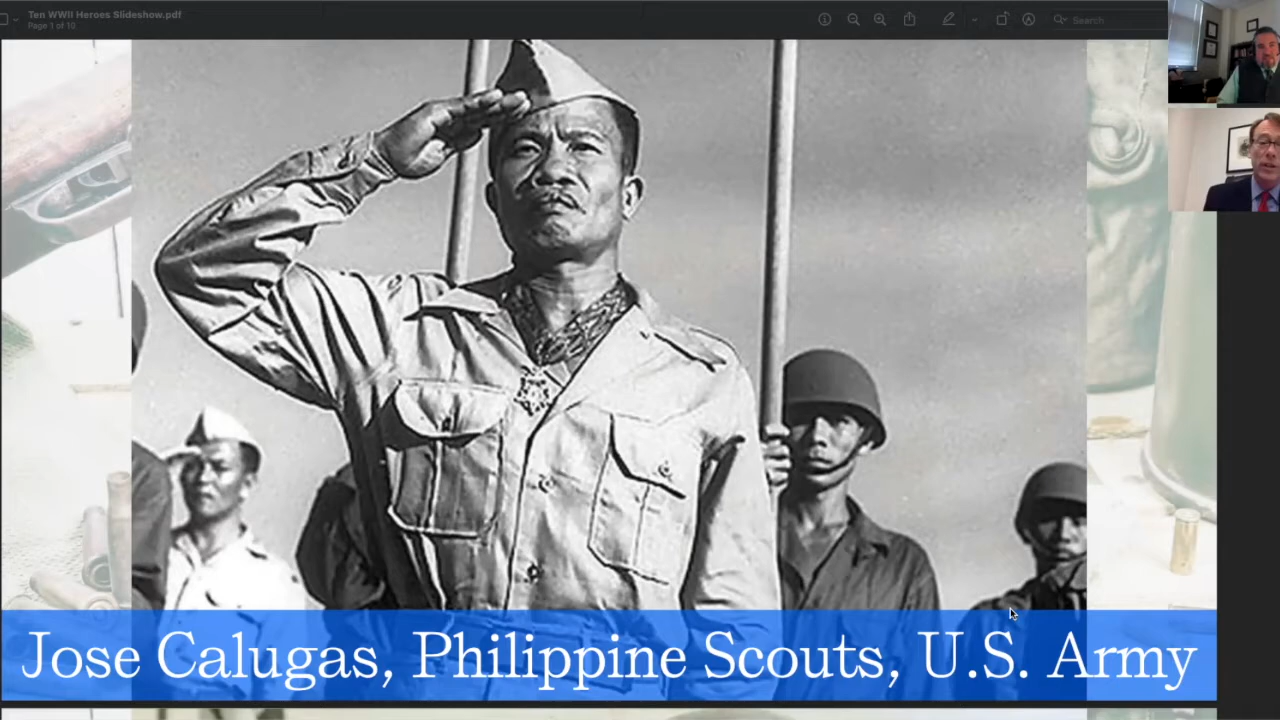 Ten WWII Heroes Slideshow.pdf
Page 1 of 10
Search
Jose Calugas, Philippine Scouts, U.S. Army